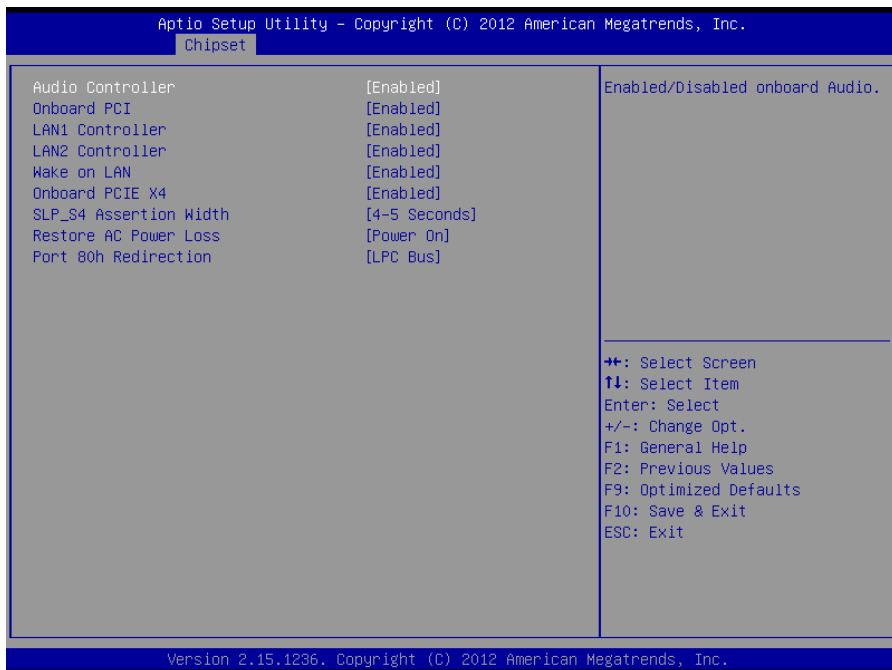 Aptio Setup Utility – Copyright (C) 2012 American Megatrends, Inc.
Chipset
Audio Controller [Enabled]
Onboard PCI [Enabled]
LAN1 Controller [Enabled]
LAN2 Controller [Enabled]
Wake on LAN [Enabled]
Onboard PCIE X4 [Enabled]
SLP_S4 Assertion Width [4-5 Seconds]
Restore AC Power Loss [Power On]
Port 80h Redirection [LPC Bus]
Enabled/Disabled onboard Audio.
→←: Select Screen
↑↓: Select Item
Enter: Select
+/-: Change Opt.
F1: General Help
F2: Previous Values
F9: Optimized Defaults
F10: Save & Exit
ESC: Exit
Version 2.15.1236. Copyright (C) 2012 American Megatrends, Inc.